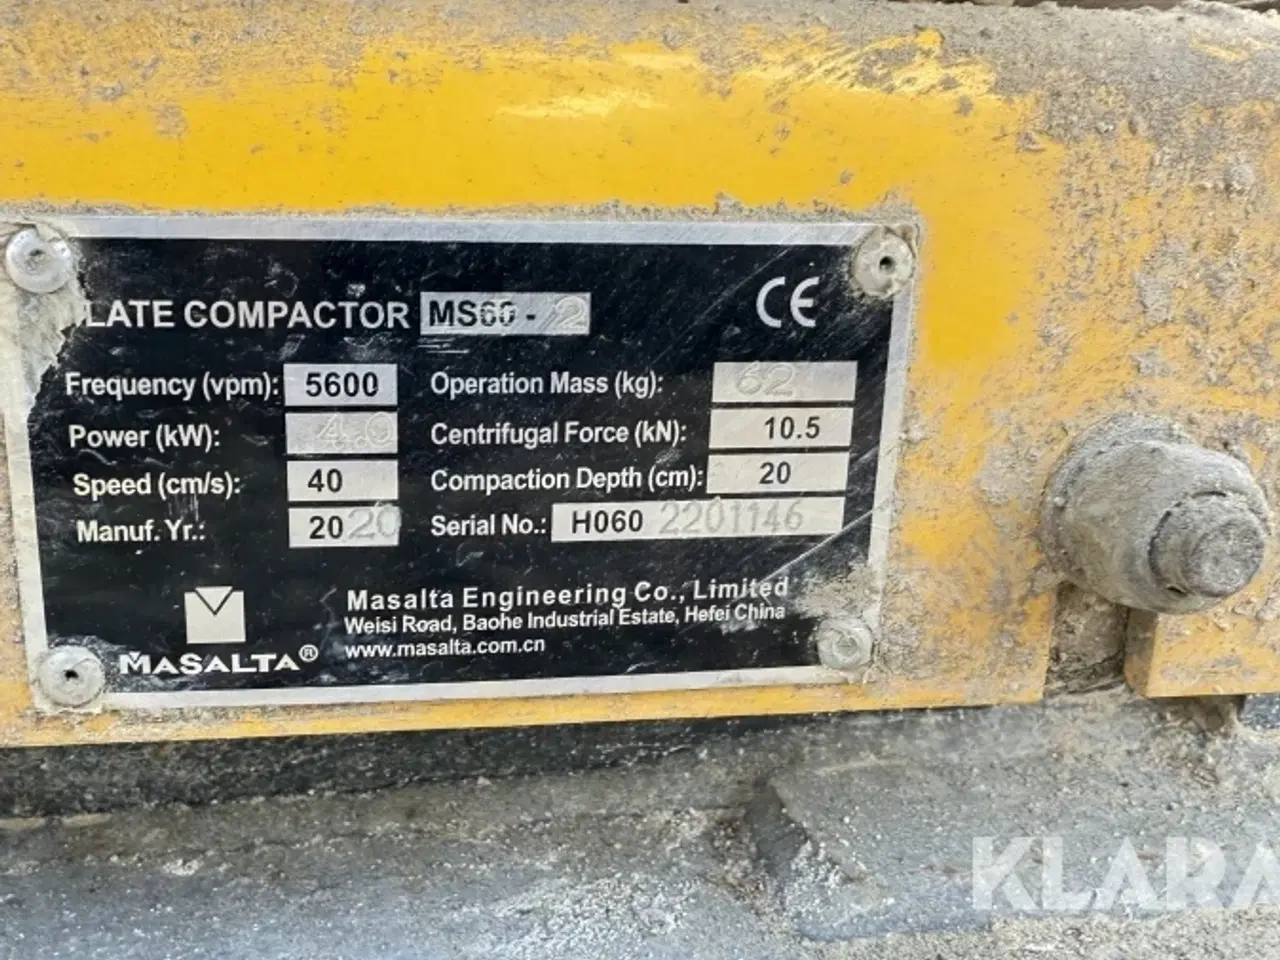 LATE COMPACTOR MS60 - 2 CE
Frequency (vpm): 5600 Operation Mass (kg): 62
Power (kW): 4.0 Centrifugal Force (kN): 10.5
Speed (cm/s): 40 Compaction Depth (cm): 20
Manuf. Yr.: 2020 Serial No.: H060 2201146
Masalta Engineering Co., Limited
Weisi Road, Baohe Industrial Estate, Hefei China
MASALTA® www.masalta.com.cn
KLARA